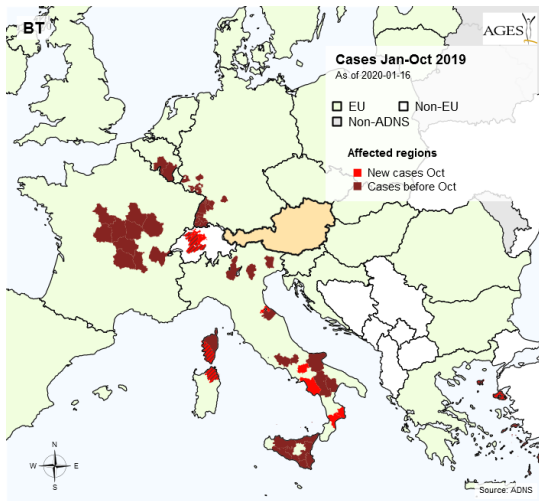 BT
AGES
Cases Jan-Oct 2019
As of 2020-01-16
EU Non-EU
Non-ADNS
Affected regions
New cases Oct
Cases before Oct
N
W E
S
Source: ADNS